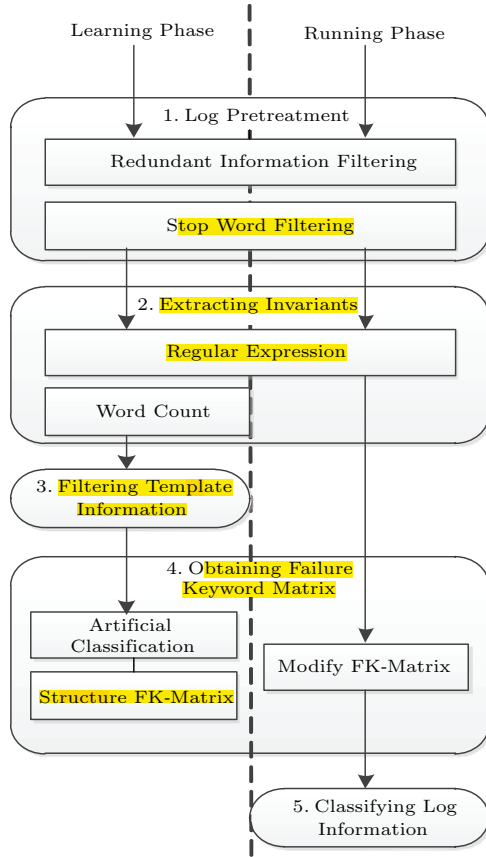 Learning Phase
Running Phase
1. Log Pretreatment
Redundant Information Filtering
Stop Word Filtering
2. Extracting Invariants
Regular Expression
Word Count
3. Filtering Template
Information
4. Obtaining Failure
Keyword Matrix
Artificial
Classification
Structure FK-Matrix
Modify FK-Matrix
5. Classifying Log
Information